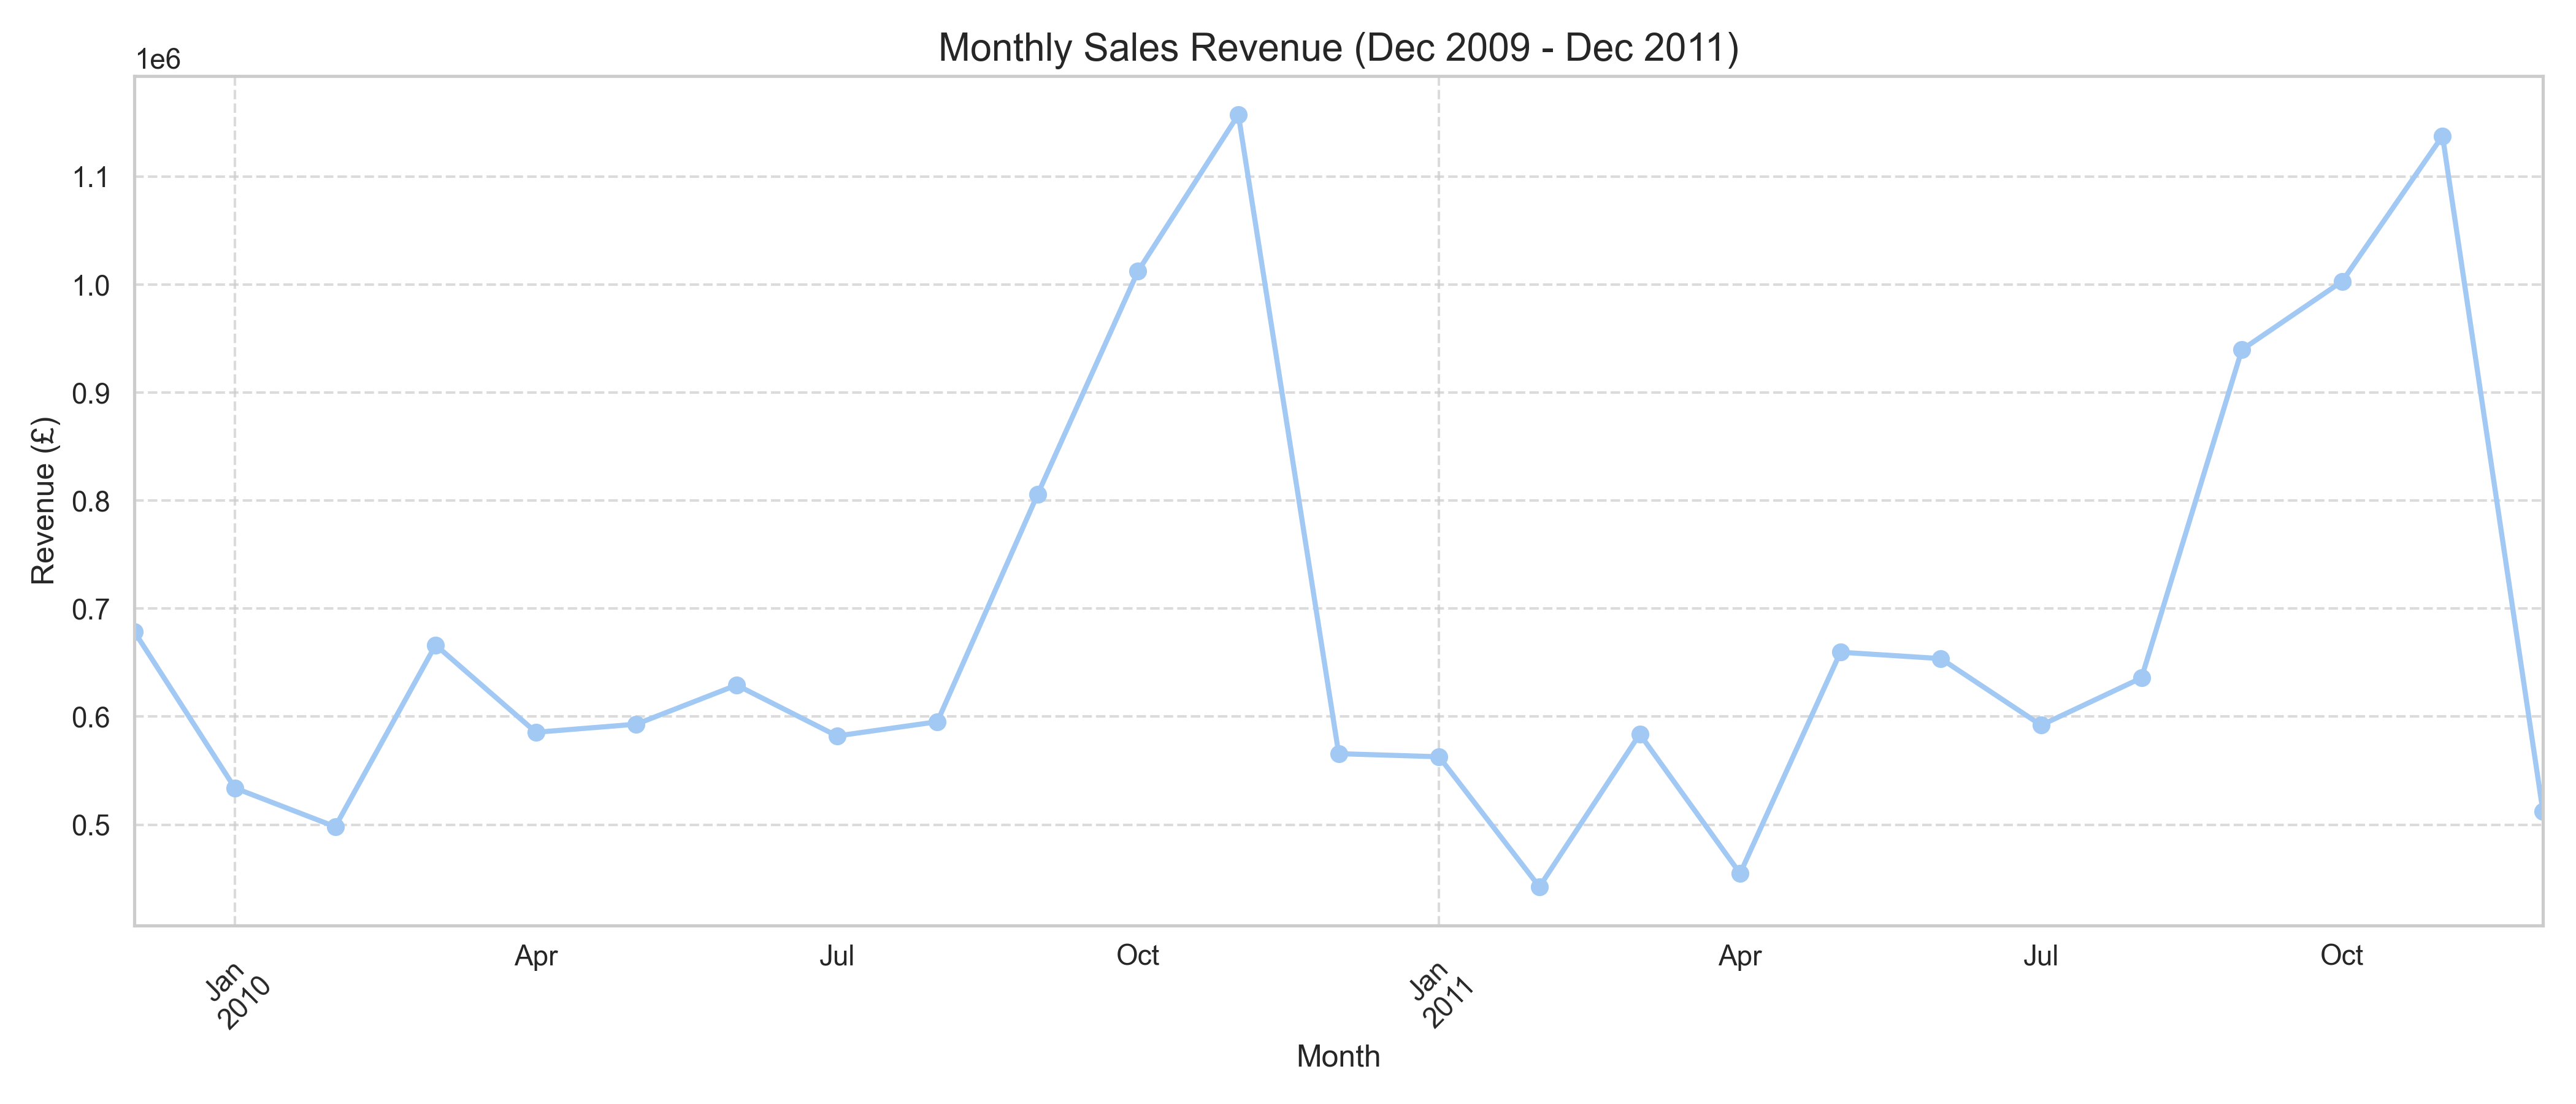 Monthly Sales Revenue (Dec 2009 - Dec 2011)
1e6
1.1
1.0
0.9
0.8
0.7
0.6
0.5
Revenue (£)
Apr
Jul
Oct
Apr
Jul
Oct
Jan
2010
Jan
2011
Month